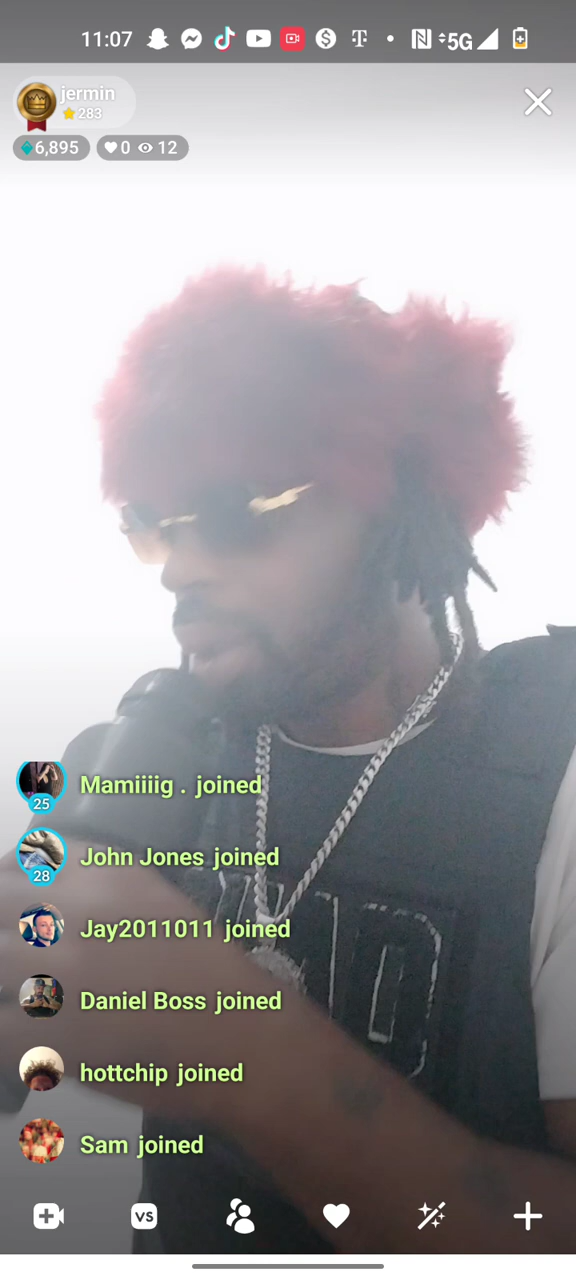 11:07
5G
jermin
283
6,895 0 12
Mamiiiig . joined
25
John Jones joined
28
Jay2011011 joined
Daniel Boss joined
hottchip joined
Sam joined
VS